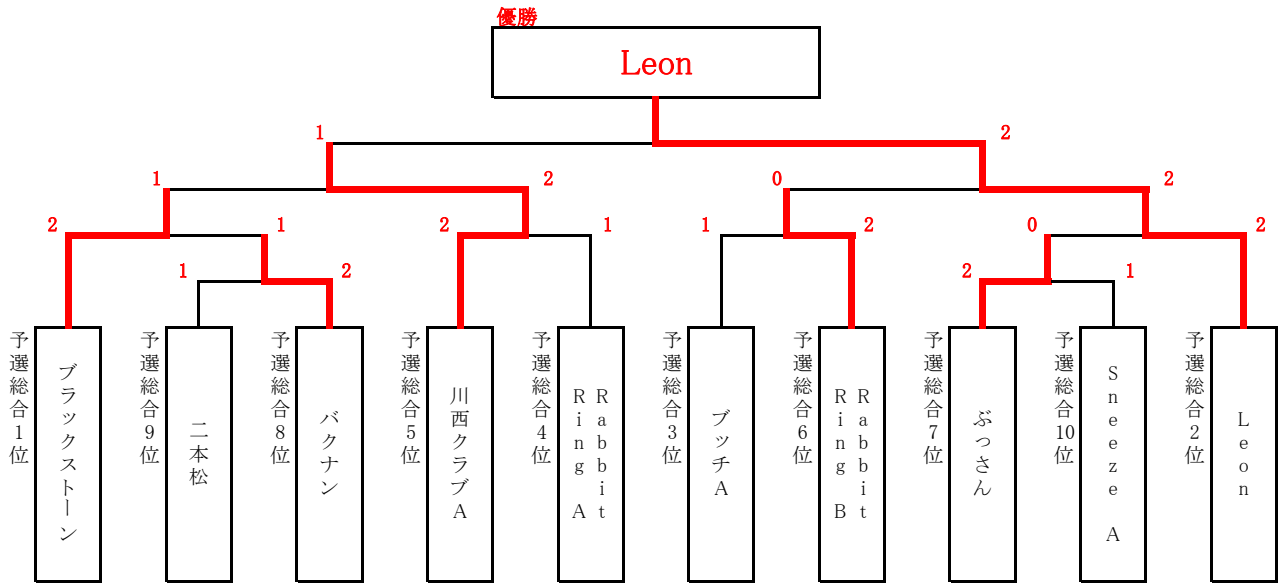 優勝
Leon
1
2
1
2
0
2
2
1
2
1
1
2
0
2
1
2
2
1
予選総合1位
ブラックストーン
予選総合9位
二本松
予選総合8位
バクナン
予選総合5位
川西クラブA
予選総合4位
Rabbit
Ring A
予選総合3位
ブッチA
予選総合6位
Rabbit
Ring B
予選総合7位
ぶっさん
予選総合10位
Sneeze A
予選総合2位
Leon